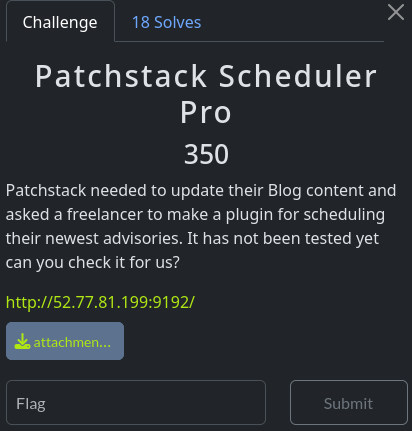 Challenge
18 Solves
Patchstack Scheduler
Pro
350
Patchstack needed to update their Blog content and
asked a freelancer to make a plugin for scheduling
their newest advisories. It has not been tested yet
can you check it for us?
http://52.77.81.199:9192/
attachmen...
Flag
Submit